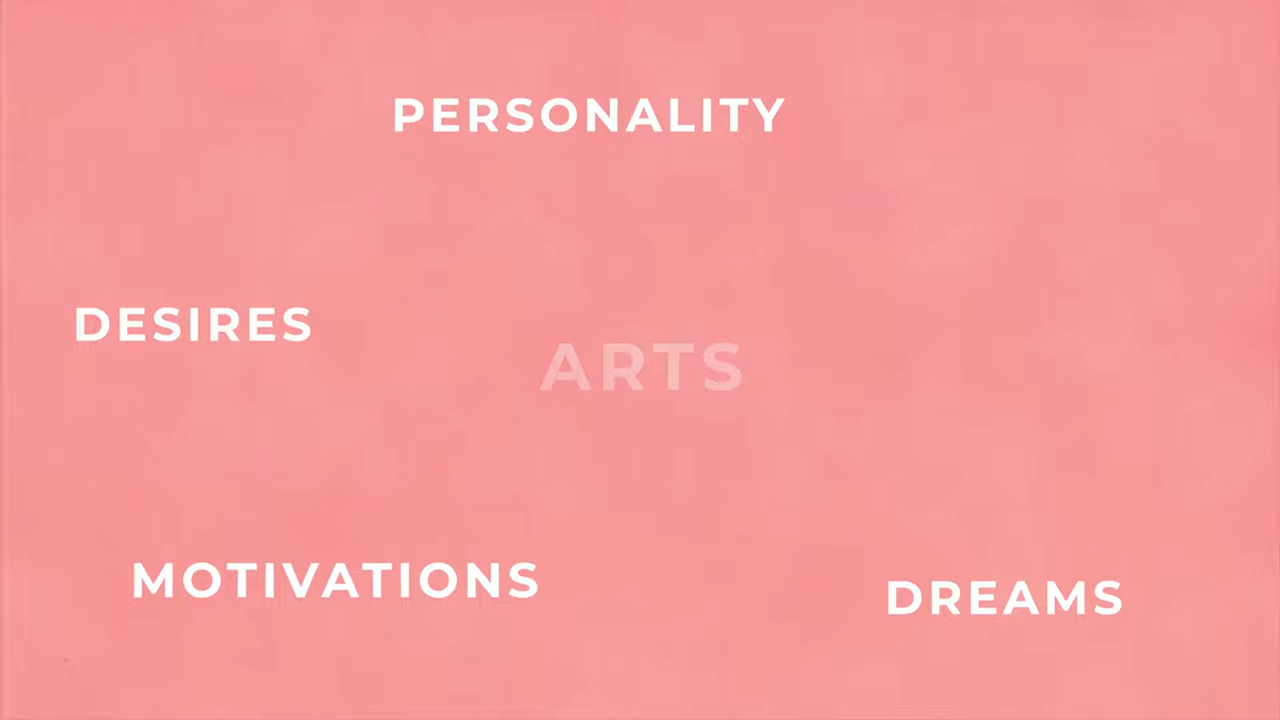 PERSONALITY
DESIRES
ARTS
MOTIVATIONS
DREAMS